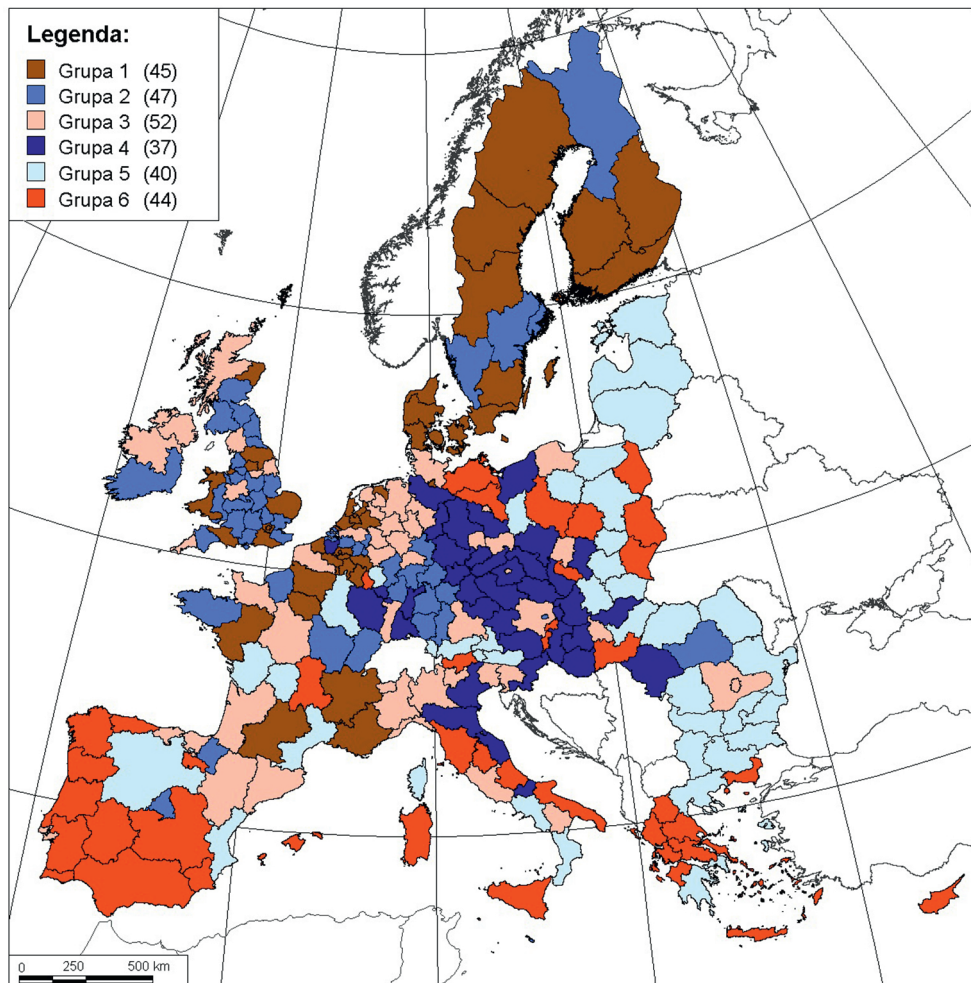 Legenda:
Grupa 1 (45)
Grupa 2 (47)
Grupa 3 (52)
Grupa 4 (37)
Grupa 5 (40)
Grupa 6 (44)
0 250 500 km